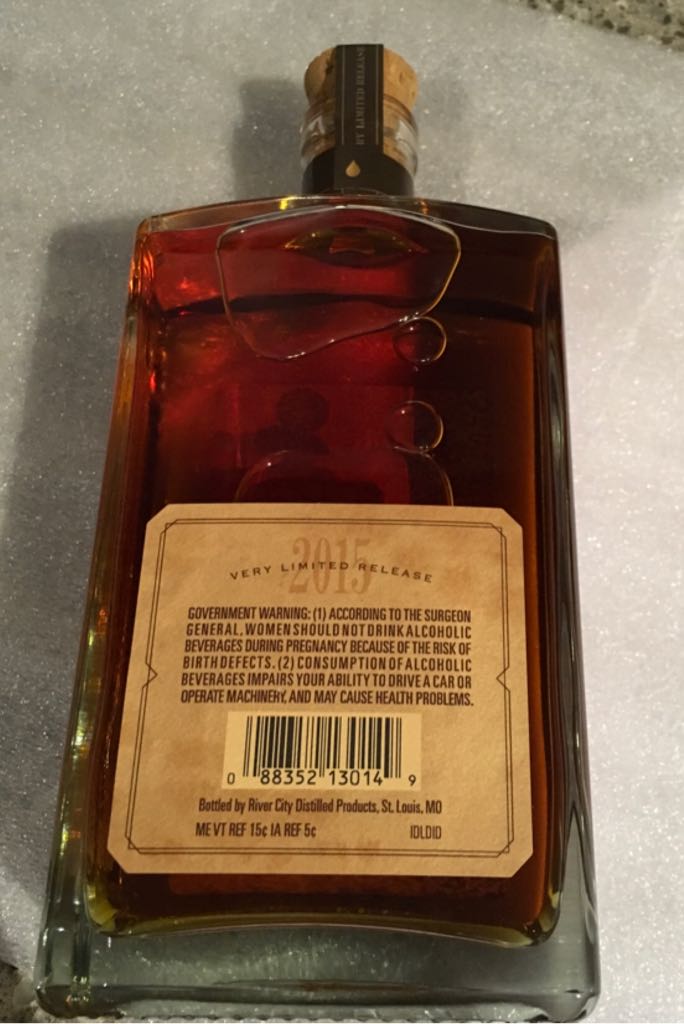 RY LIMITED RELEASE
2015
VERY LIMITED RELEASE
GOVERNMENT WARNING: (1) ACCORDING TO THE SURGEON
GENERAL, WOMEN SHOULD NOT DRINK ALCOHOLIC
BEVERAGES DURING PREGNANCY BECAUSE OF THE RISK OF
BIRTH DEFECTS. (2) CONSUMPTION OF ALCOHOLIC
BEVERAGES IMPAIRS YOUR ABILITY TO DRIVE A CAR OR
OPERATE MACHINERY, AND MAY CAUSE HEALTH PROBLEMS.
0 88352 13014 9
Bottled by River City Distilled Products, St. Louis, MO
ME VT REF 15¢ IA REF 5¢ IDLDID